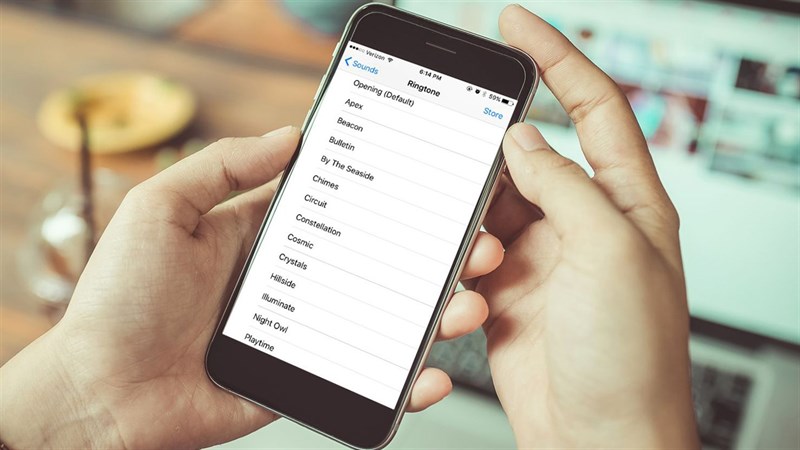 Verizon 6:14 PM 59%
Sounds Ringtone Store
Opening (Default)
Apex
Beacon
Bulletin
By The Seaside
Chimes
Circuit
Constellation
Cosmic
Crystals
Hillside
Illuminate
Night Owl
Playtime